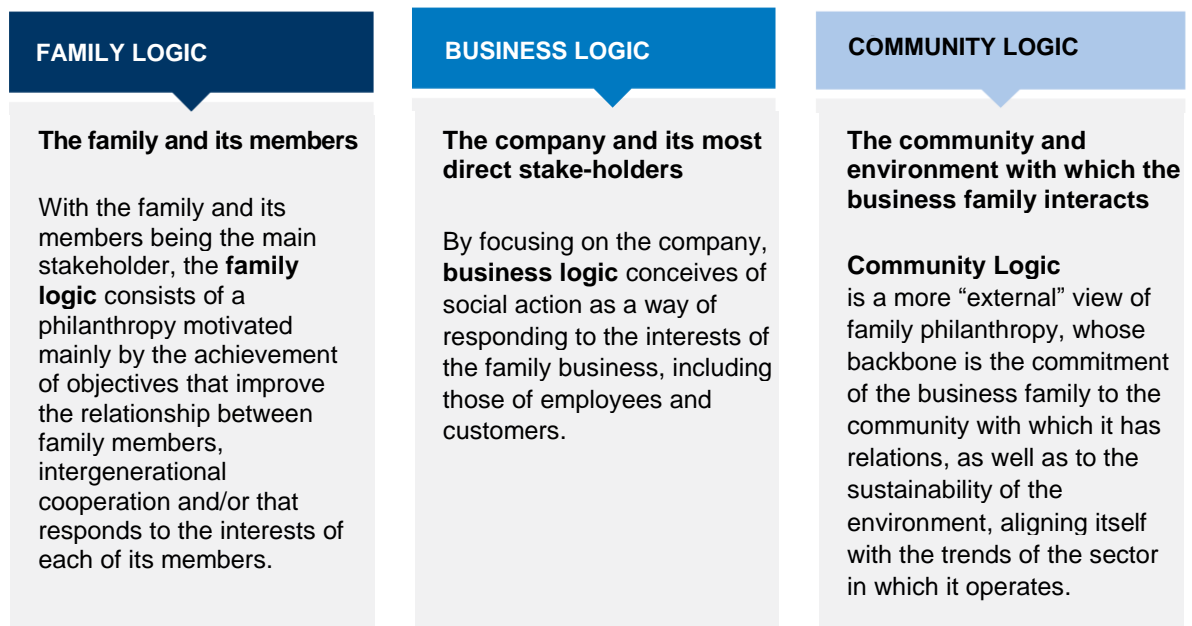 FAMILY LOGIC
The family and its members
With the family and its
members being the main
stakeholder, the family
logic consists of a
philanthropy motivated
mainly by the achievement
of objectives that improve
the relationship between
family members,
intergenerational
cooperation and/or that
responds to the interests of
each of its members.
BUSINESS LOGIC
The company and its most
direct stake-holders
By focusing on the company,
business logic conceives of
social action as a way of
responding to the interests of
the family business, including
those of employees and
customers.
COMMUNITY LOGIC
The community and
environment with which the
business family interacts
Community Logic
is a more “external” view of
family philanthropy, whose
backbone is the commitment
of the business family to the
community with which it has
relations, as well as to the
sustainability of the
environment, aligning itself
with the trends of the sector
in which it operates.